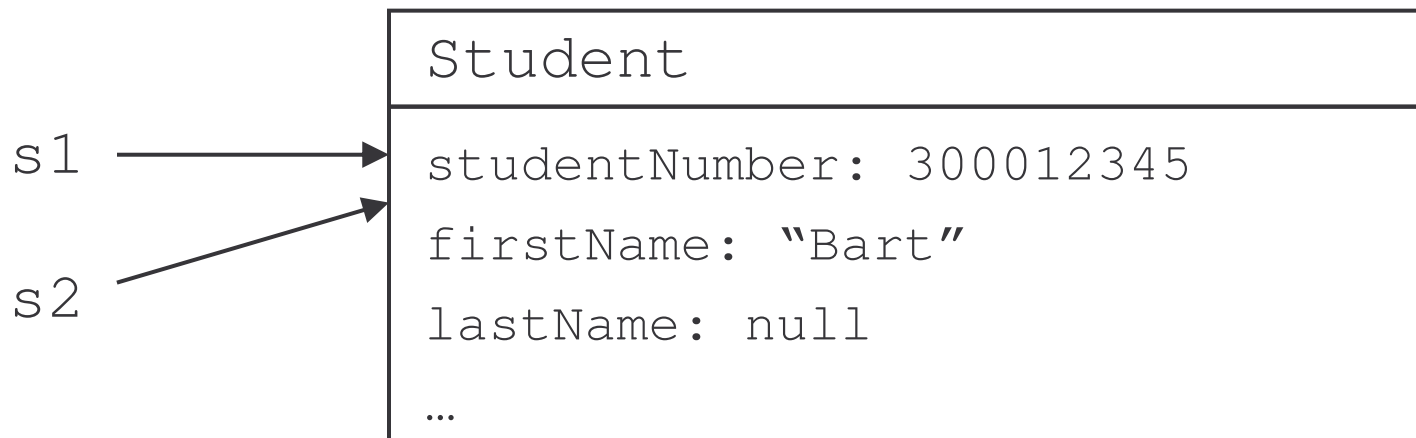 Student
s1
studentNumber: 300012345
firstName: “Bart”
s2
lastName: null
…